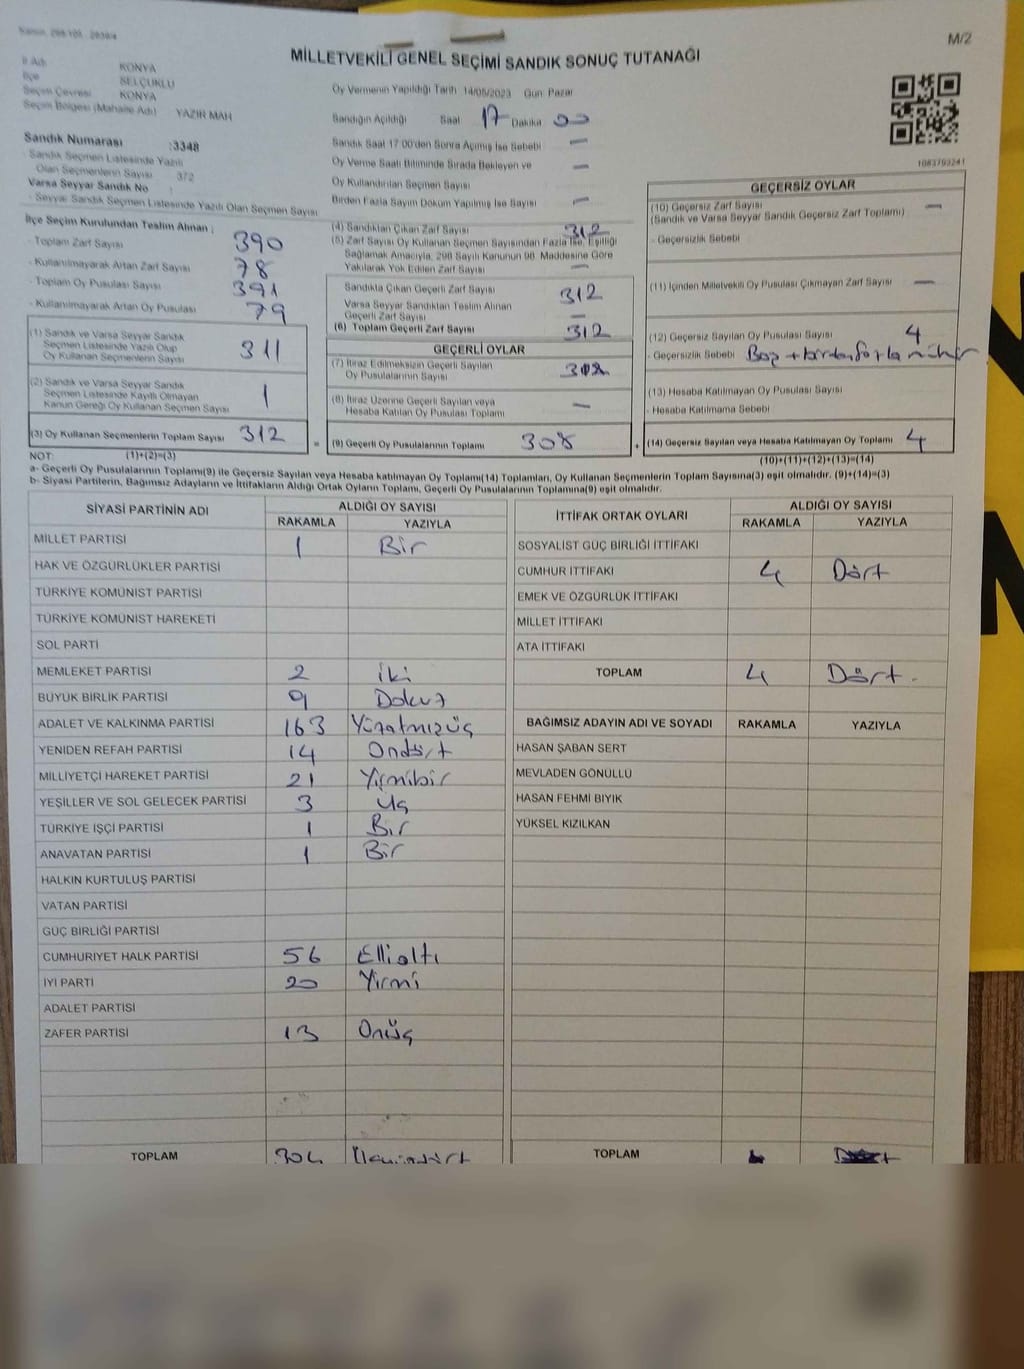 Kanun: 298/105 - 2839/4
M/2
MİLLETVEKİLİ GENEL SEÇİMİ SANDIK SONUÇ TUTANAĞI
İl Adı KONYA
İlçe SELÇUKLU
Seçim Çevresi KONYA
Seçim Bölgesi (Mahalle Adı) YAZIR MAH
Sandık Numarası :3348
Sandık Seçmen Listesinde Yazılı
Olan Seçmenlerin Sayısı 372
Varsa Seyyar Sandık No :
- Seyyar Sandık Seçmen Listesinde Yazılı Olan Seçmen Sayısı
Oy Vermenin Yapıldığı Tarih 14/05/2023 Gün: Pazar
Sandığın Açıldığı Saat 17 Dakika 00
Sandık Saat 17:00'den Sonra Açılmış İse Sebebi —
Oy Verme Saati Bitiminde Sırada Bekleyen ve
Oy Kullandırılan Seçmen Sayısı —
Birden Fazla Sayım Döküm Yapılmış İse Sayısı —
1083793241
İlçe Seçim Kurulundan Teslim Alınan ;
- Toplam Zarf Sayısı 390
- Kullanılmayarak Artan Zarf Sayısı 78
- Toplam Oy Pusulası Sayısı 391
- Kullanılmayarak Artan Oy Pusulası 79
(1) Sandık ve Varsa Seyyar Sandık
Seçmen Listesinde Yazılı Olup
Oy Kullanan Seçmenlerin Sayısı 311
(2) Sandık ve Varsa Seyyar Sandık
Seçmen Listesinde Kayıtlı Olmayan
Kanun Gereği Oy Kullanan Seçmen Sayısı 1
(3) Oy Kullanan Seçmenlerin Toplam Sayısı 312
(4) Sandıktan Çıkan Zarf Sayısı 312
(5) Zarf Sayısı Oy Kullanan Seçmen Sayısından Fazla İse, Eşitliği
Sağlamak Amacıyla, 298 Sayılı Kanunun 98. Maddesine Göre
Yakılarak Yok Edilen Zarf Sayısı —
Sandıkta Çıkan Geçerli Zarf Sayısı 312
Varsa Seyyar Sandıktan Teslim Alınan
Geçerli Zarf Sayısı —
(6) Toplam Geçerli Zarf Sayısı 312
GEÇERLİ OYLAR
(7) İtiraz Edilmeksizin Geçerli Sayılan
Oy Pusulalarının Sayısı 308
(8) İtiraz Üzerine Geçerli Sayılan veya
Hesaba Katılan Oy Pusulası Toplamı —
= (9) Geçerli Oy Pusulalarının Toplamı 308
GEÇERSİZ OYLAR
(10) Geçersiz Zarf Sayısı —
(Sandık ve Varsa Seyyar Sandık Geçersiz Zarf Toplamı)
- Geçersizlik Sebebi
(11) İçinden Milletvekili Oy Pusulası Çıkmayan Zarf Sayısı —
(12) Geçersiz Sayılan Oy Pusulası Sayısı 4
- Geçersizlik Sebebi Boş + birden fazla mühür
(13) Hesaba Katılmayan Oy Pusulası Sayısı
- Hesaba Katılmama Sebebi
+ (14) Geçersiz Sayılan veya Hesaba Katılmayan Oy Toplamı 4
NOT: (1)+(2)=(3)
(10)+(11)+(12)+(13)=(14)
a- Geçerli Oy Pusulalarının Toplamı(9) ile Geçersiz Sayılan veya Hesaba katılmayan Oy Toplamı(14) Toplamları, Oy Kullanan Seçmenlerin Toplam Sayısına(3) eşit olmalıdır. (9)+(14)=(3)
b- Siyasi Partilerin, Bağımsız Adayların ve İttifakların Aldığı Ortak Oyların Toplamı, Geçerli Oy Pusulalarının Toplamına(9) eşit olmalıdır.
SİYASİ PARTİNİN ADI ALDIĞI OY SAYISI
RAKAMLA YAZIYLA
MİLLET PARTİSİ 1 Bir
HAK VE ÖZGÜRLÜKLER PARTİSİ
TÜRKİYE KOMÜNİST PARTİSİ
TÜRKİYE KOMÜNİST HAREKETİ
SOL PARTİ
MEMLEKET PARTİSİ 2 iki
BÜYÜK BİRLİK PARTİSİ 9 Dokuz
ADALET VE KALKINMA PARTİSİ 163 Yüzatmışüç
YENİDEN REFAH PARTİSİ 14 Ondört
MİLLİYETÇİ HAREKET PARTİSİ 21 Yirmibir
YEŞİLLER VE SOL GELECEK PARTİSİ 3 Üç
TÜRKİYE İŞÇİ PARTİSİ 1 Bir
ANAVATAN PARTİSİ 1 Bir
HALKIN KURTULUŞ PARTİSİ
VATAN PARTİSİ
GÜÇ BİRLİĞİ PARTİSİ
CUMHURİYET HALK PARTİSİ 56 Ellialtı
İYİ PARTİ 20 Yirmi
ADALET PARTİSİ
ZAFER PARTİSİ 13 Onüç
TOPLAM 304
İTTİFAK ORTAK OYLARI ALDIĞI OY SAYISI
RAKAMLA YAZIYLA
SOSYALİST GÜÇ BİRLİĞİ İTTİFAKI
CUMHUR İTTİFAKI 4 Dört
EMEK VE ÖZGÜRLÜK İTTİFAKI
MİLLET İTTİFAKI
ATA İTTİFAKI
TOPLAM 4 Dört.
BAĞIMSIZ ADAYIN ADI VE SOYADI RAKAMLA YAZIYLA
HASAN ŞABAN SERT
MEVLADEN GÖNÜLLÜ
HASAN FEHMİ BIYIK
YÜKSEL KIZILKAN
TOPLAM